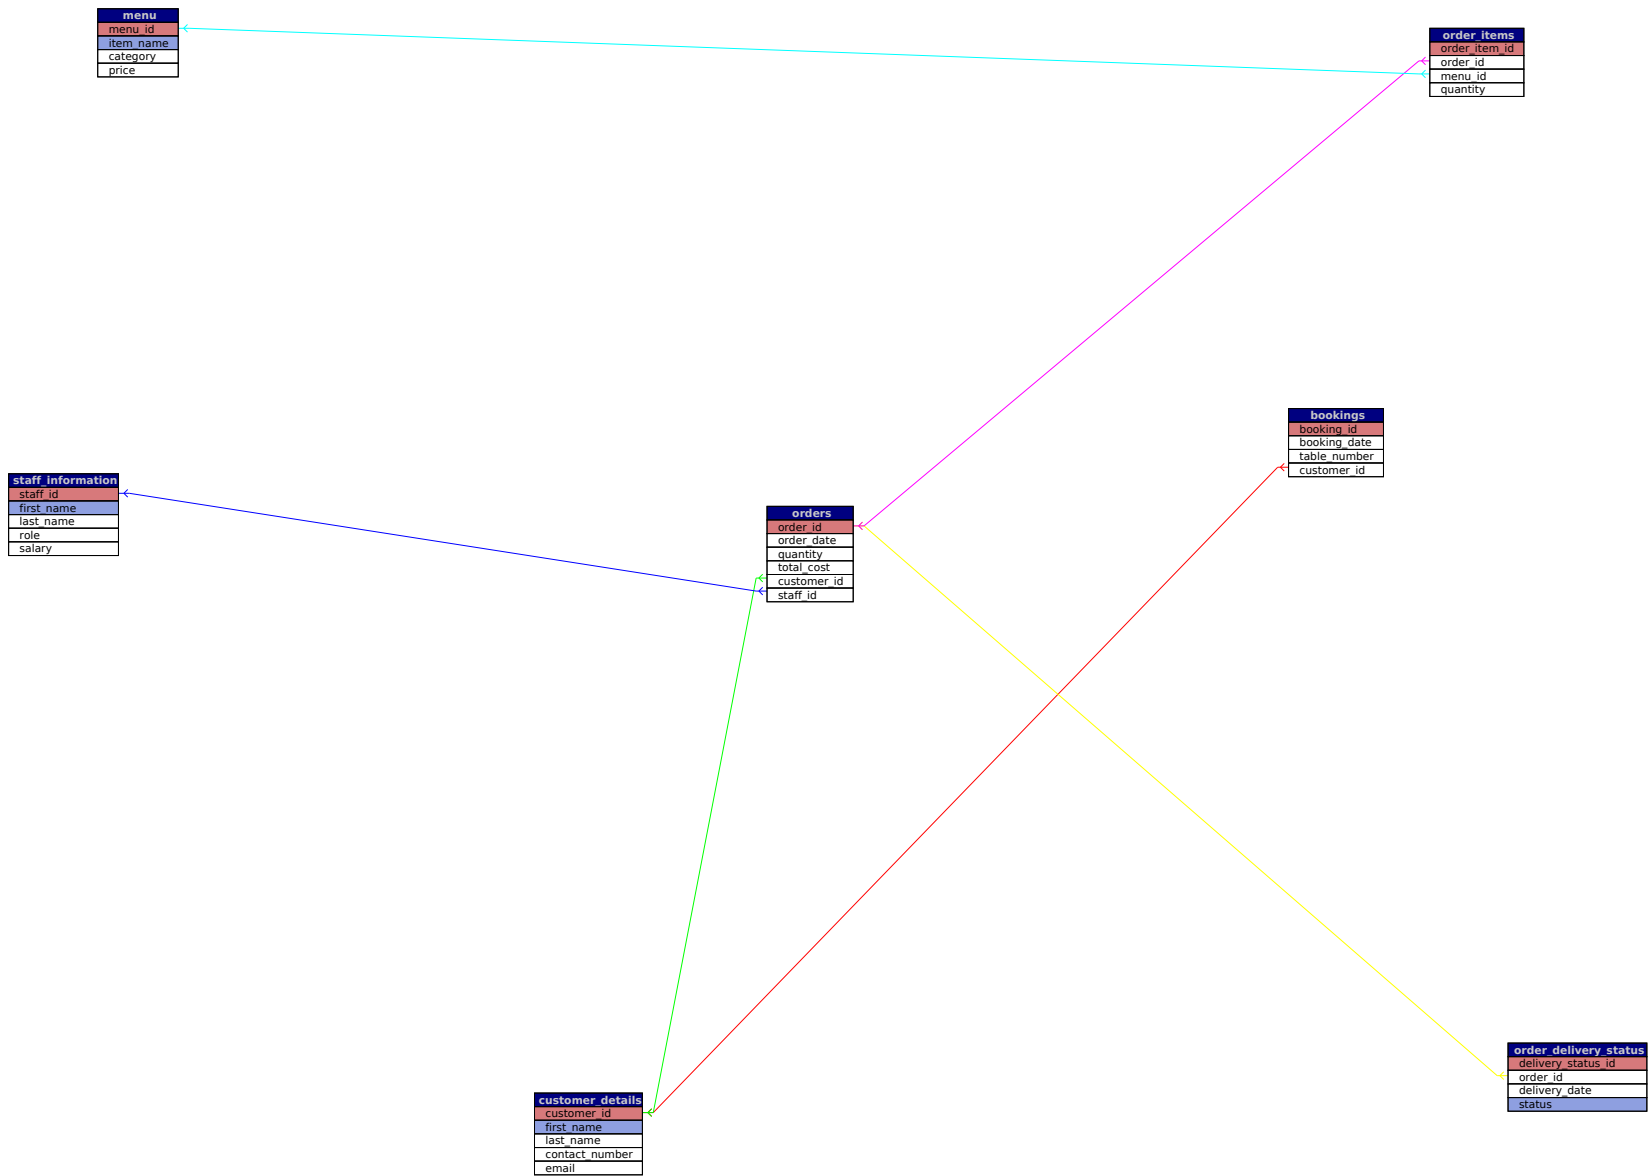 menu
menu_id
item_name
category
price
order_items
order_item_id
order_id
menu_id
quantity
bookings
booking_id
booking_date
table_number
customer_id
staff_information
staff_id
first_name
last_name
role
salary
orders
order_id
order_date
quantity
total_cost
customer_id
staff_id
order_delivery_status
delivery_status_id
order_id
delivery_date
status
customer_details
customer_id
first_name
last_name
contact_number
email